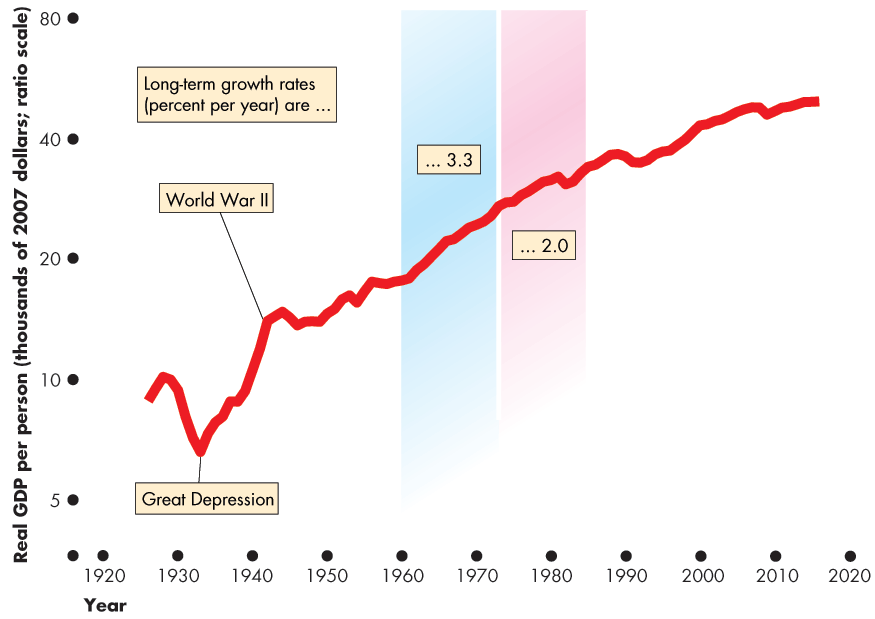 Real GDP per person (thousands of 2007 dollars; ratio scale)
80
40
20
10
5
Long-term growth rates
(percent per year) are ...
... 3.3
World War II
... 2.0
Great Depression
1920 1930 1940 1950 1960 1970 1980 1990 2000 2010 2020
Year